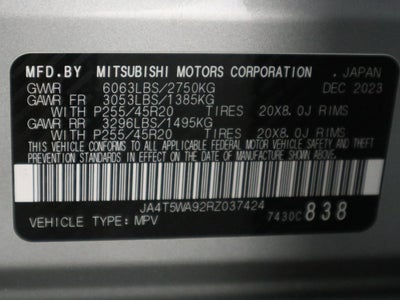 MFD.BY MITSUBISHI MOTORS CORPORATION , JAPAN
GVWR 6063LBS/2750KG DEC 2023
GAWR FR 3053LBS/1385KG
WITH P255/45R20 TIRES 20X8.0J RIMS
GAWR RR 3296LBS/1495KG
WITH P255/45R20 TIRES 20X8.0J RIMS
THIS VEHICLE CONFORMS TO ALL APPLICABLE FEDERAL MOTOR VEHICLE SAFETY AND THEFT PREVENTION STANDARDS IN EFFECT ON THE DATE OF MANUFACTURE SHOWN ABOVE.
JA4T5WA92RZ037424
VEHICLE TYPE: MPV 7430C 838